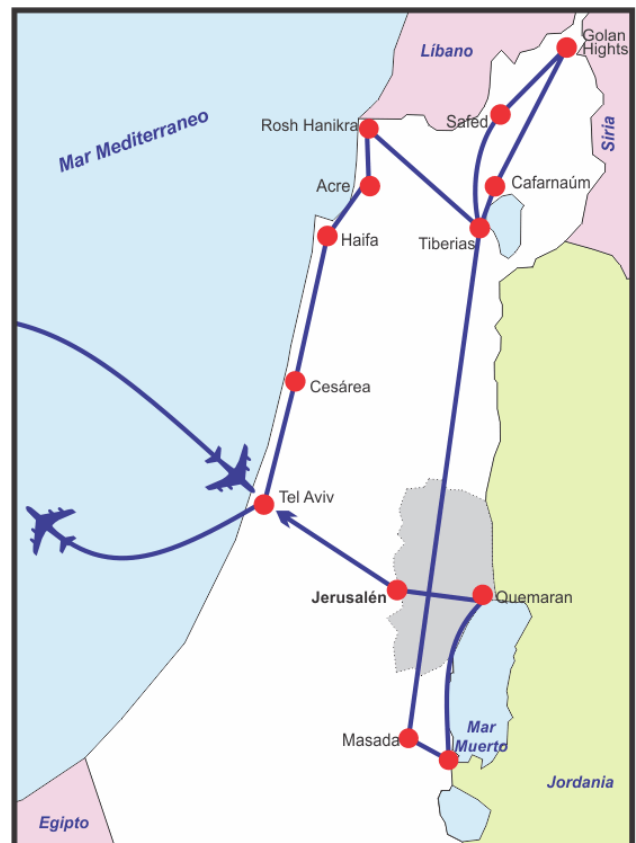 Golan
Hights
Líbano
Mar Mediterraneo
Safed
Rosh Hanikra
Siria
Acre
Cafarnaúm
Haifa
Tiberias
Cesárea
Tel Aviv
Jerusalén
Quemaran
Masada
Mar
Muerto
Jordania
Egipto